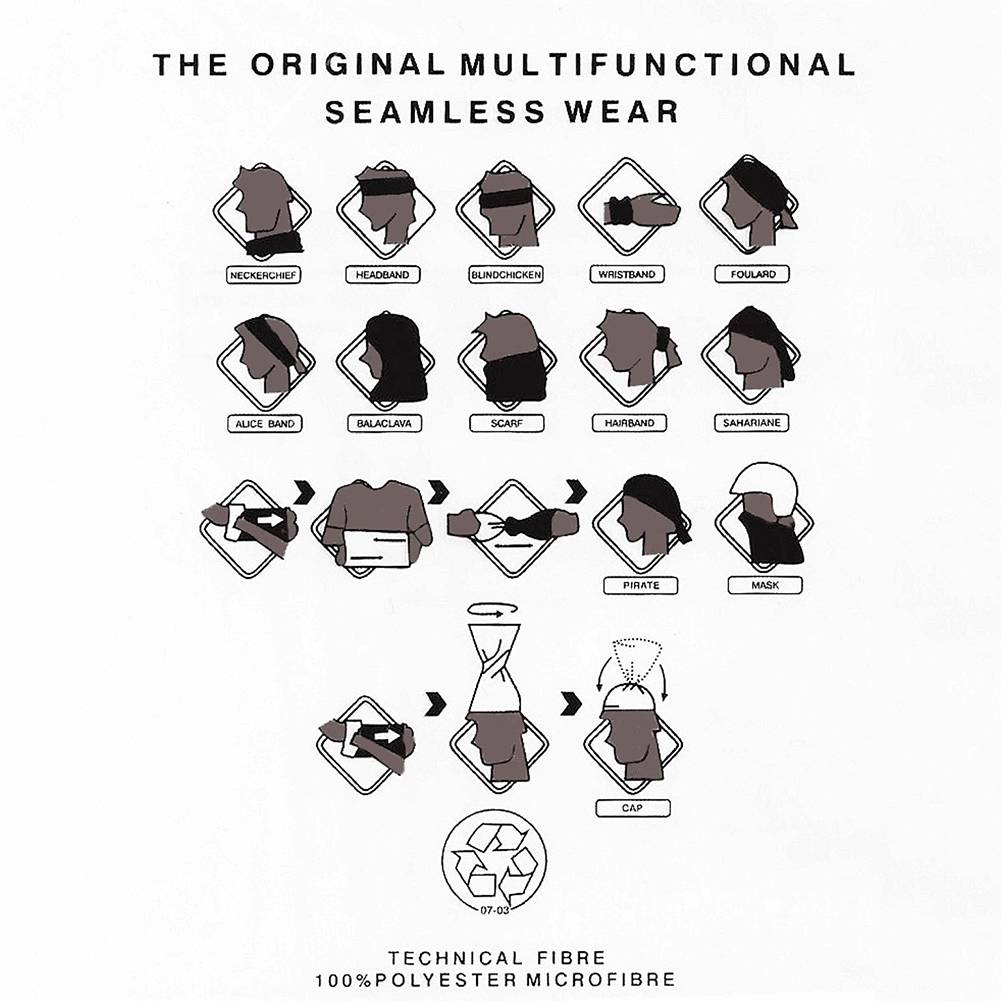 THE ORIGINAL MULTIFUNCTIONAL
SEAMLESS WEAR
NECKERCHIEF HEADBAND BLINDCHICKEN WRISTBAND FOULARD
ALICE BAND BALACLAVA SCARF HAIRBAND SAHARIANE
PIRATE MASK
CAP
07-03
TECHNICAL FIBRE
100%POLYESTER MICROFIBRE